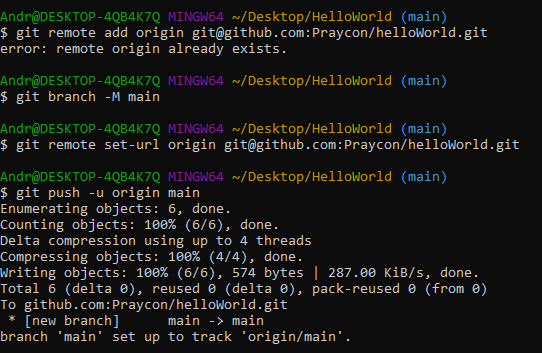 Andr@DESKTOP-4QB4K7Q MINGW64 ~/Desktop/HelloWorld (main)
$ git remote add origin git@github.com:Praycon/helloWorld.git
error: remote origin already exists.
Andr@DESKTOP-4QB4K7Q MINGW64 ~/Desktop/HelloWorld (main)
$ git branch -M main
Andr@DESKTOP-4QB4K7Q MINGW64 ~/Desktop/HelloWorld (main)
$ git remote set-url origin git@github.com:Praycon/helloWorld.git
Andr@DESKTOP-4QB4K7Q MINGW64 ~/Desktop/HelloWorld (main)
$ git push -u origin main
Enumerating objects: 6, done.
Counting objects: 100% (6/6), done.
Delta compression using up to 4 threads
Compressing objects: 100% (4/4), done.
Writing objects: 100% (6/6), 574 bytes | 287.00 KiB/s, done.
Total 6 (delta 0), reused 0 (delta 0), pack-reused 0 (from 0)
To github.com:Praycon/helloWorld.git
 * [new branch]      main -> main
branch 'main' set up to track 'origin/main'.